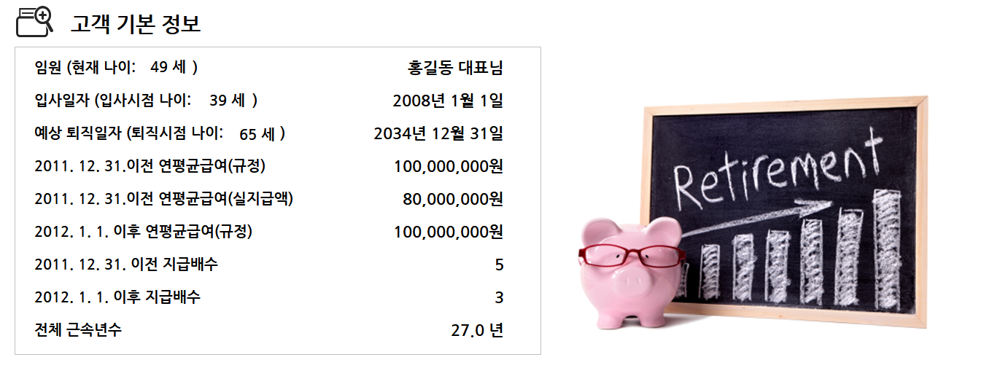 고객 기본 정보
임원 (현재 나이: 49 세 ) 홍길동 대표님
입사일자 (입사시점 나이: 39 세 ) 2008년 1월 1일
예상 퇴직일자 (퇴직시점 나이: 65 세 ) 2034년 12월 31일
2011. 12. 31.이전 연평균급여(규정) 100,000,000원
2011. 12. 31.이전 연평균급여(실지급액) 80,000,000원
2012. 1. 1. 이후 연평균급여(규정) 100,000,000원
2011. 12. 31. 이전 지급배수 5
2012. 1. 1. 이후 지급배수 3
전체 근속년수 27.0 년
Retirement